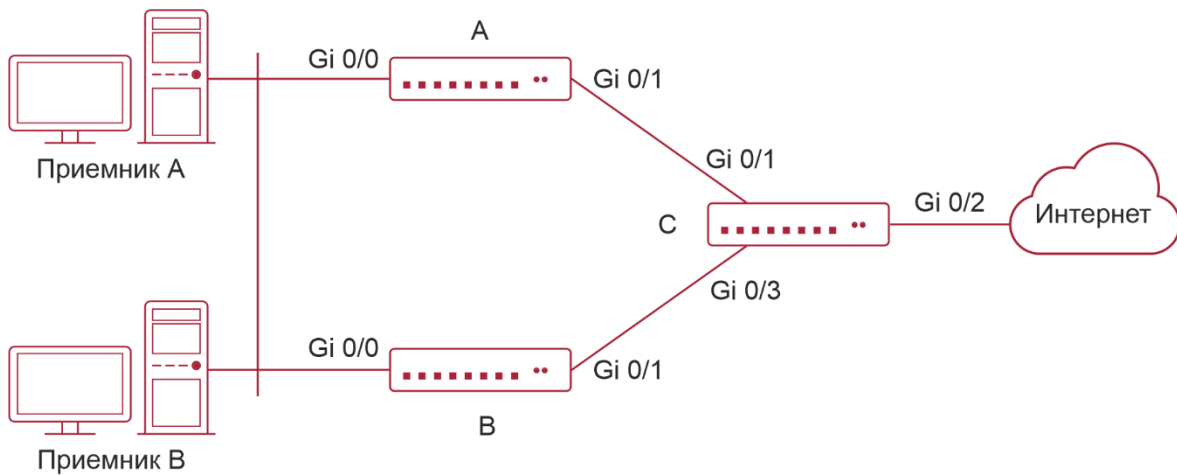 A
Gi 0/0
Gi 0/1
Приемник A
Gi 0/1
C
Gi 0/2
Интернет
Gi 0/3
Gi 0/0
Gi 0/1
B
Приемник B